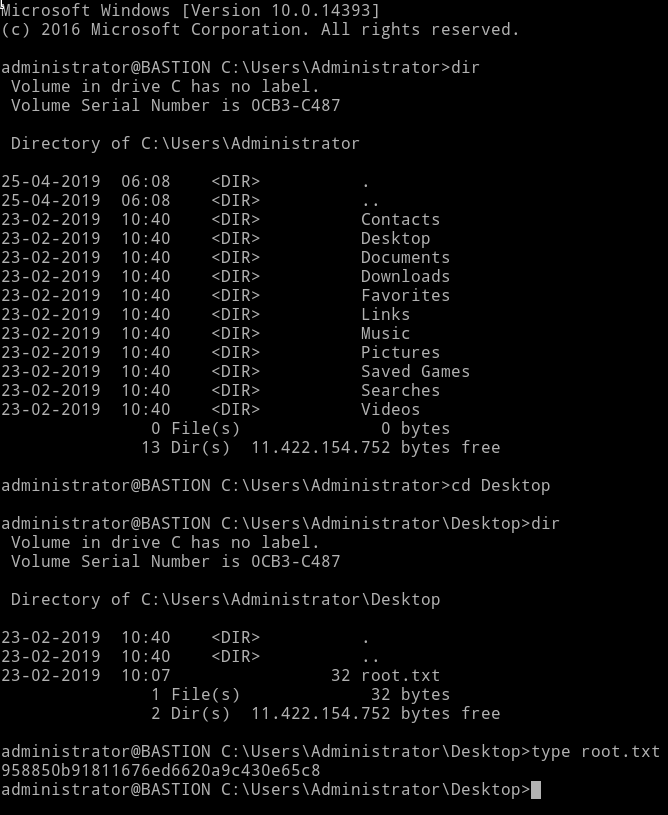 Microsoft Windows [Version 10.0.14393]
(c) 2016 Microsoft Corporation. All rights reserved.
administrator@BASTION C:\Users\Administrator>dir
Volume in drive C has no label.
Volume Serial Number is 0CB3-C487
Directory of C:\Users\Administrator
25-04-2019  06:08    <DIR>          .
25-04-2019  06:08    <DIR>          ..
23-02-2019  10:40    <DIR>          Contacts
23-02-2019  10:40    <DIR>          Desktop
23-02-2019  10:40    <DIR>          Documents
23-02-2019  10:40    <DIR>          Downloads
23-02-2019  10:40    <DIR>          Favorites
23-02-2019  10:40    <DIR>          Links
23-02-2019  10:40    <DIR>          Music
23-02-2019  10:40    <DIR>          Pictures
23-02-2019  10:40    <DIR>          Saved Games
23-02-2019  10:40    <DIR>          Searches
23-02-2019  10:40    <DIR>          Videos
0 File(s)              0 bytes
13 Dir(s)  11.422.154.752 bytes free
administrator@BASTION C:\Users\Administrator>cd Desktop
administrator@BASTION C:\Users\Administrator\Desktop>dir
Volume in drive C has no label.
Volume Serial Number is 0CB3-C487
Directory of C:\Users\Administrator\Desktop
23-02-2019  10:40    <DIR>          .
23-02-2019  10:40    <DIR>          ..
23-02-2019  10:07                32 root.txt
1 File(s)             32 bytes
2 Dir(s)  11.422.154.752 bytes free
administrator@BASTION C:\Users\Administrator\Desktop>type root.txt
958850b91811676ed6620a9c430e65c8
administrator@BASTION C:\Users\Administrator\Desktop>